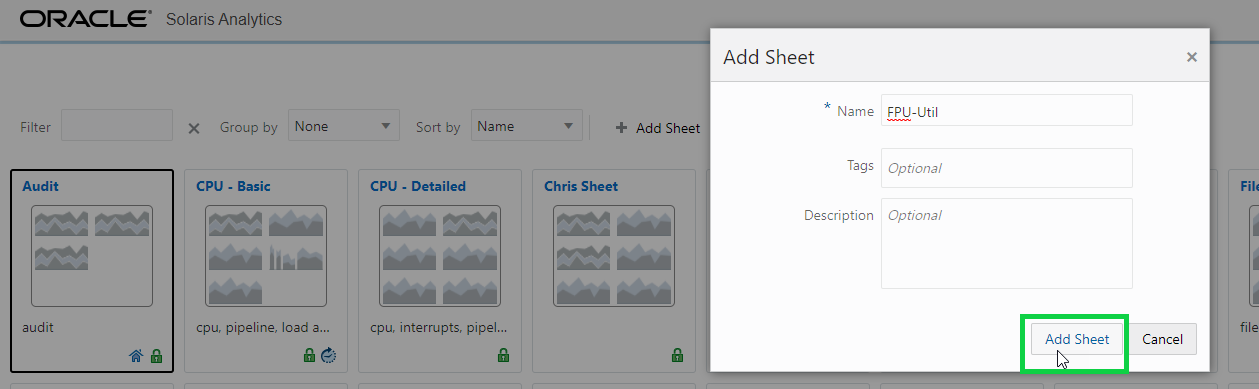 ORACLE® Solaris Analytics
Filter
Group by None
Sort by Name
+ Add Sheet
Audit
audit
CPU - Basic
cpu, pipeline, load a...
CPU - Detailed
cpu, interrupts, pipel...
Chris Sheet
File
file
Add Sheet ×
* Name FPU-Util
Tags Optional
Description Optional
Add Sheet Cancel